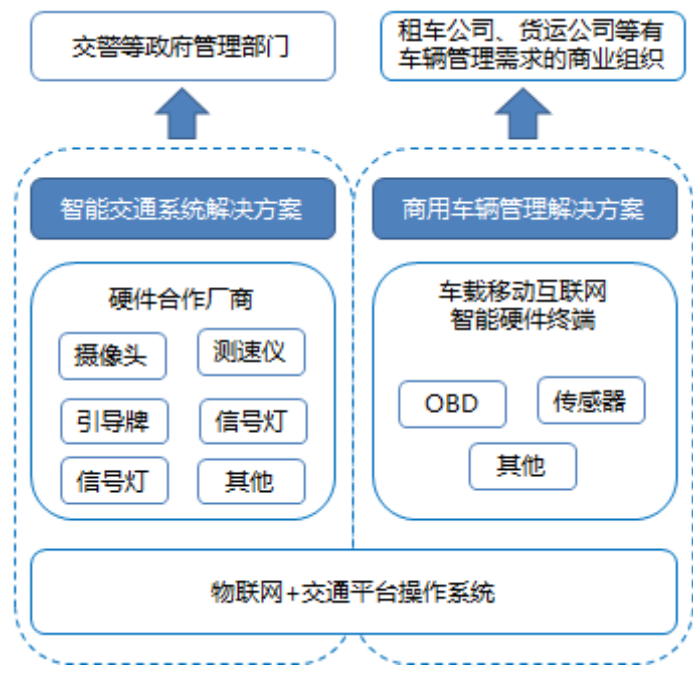 交警等政府管理部门
租车公司、货运公司等有
车辆管理需求的商业组织
智能交通系统解决方案
商用车辆管理解决方案
硬件合作厂商
摄像头
测速仪
引导牌
信号灯
信号灯
其他
车载移动互联网
智能硬件终端
OBD
传感器
其他
物联网+交通平台操作系统